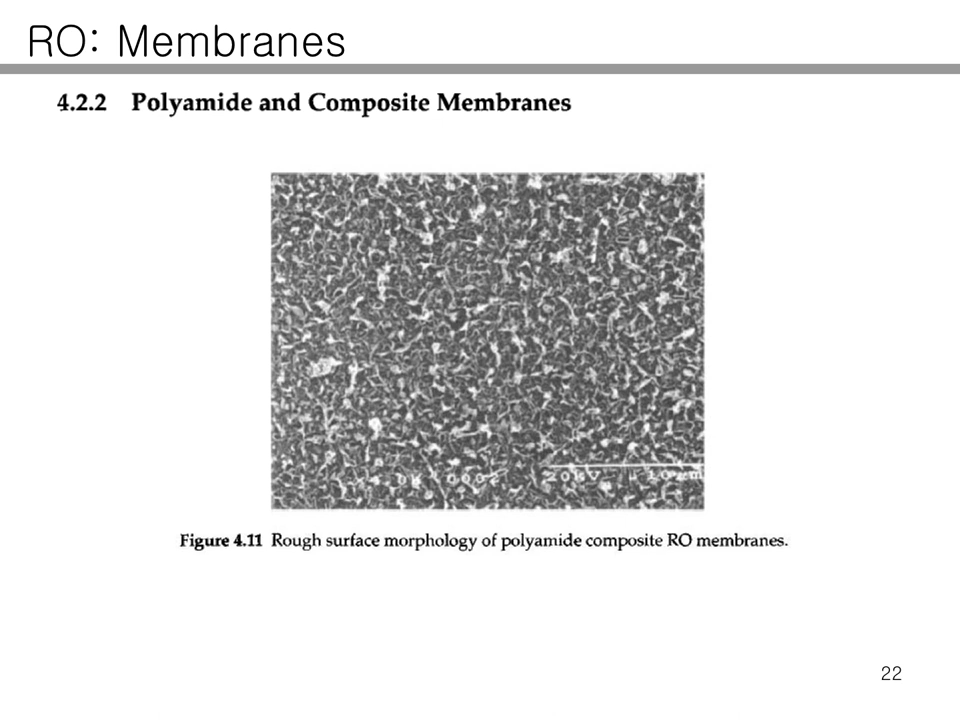 RO: Membranes
4.2.2 Polyamide and Composite Membranes
20kV
Figure 4.11 Rough surface morphology of polyamide composite RO membranes.
22